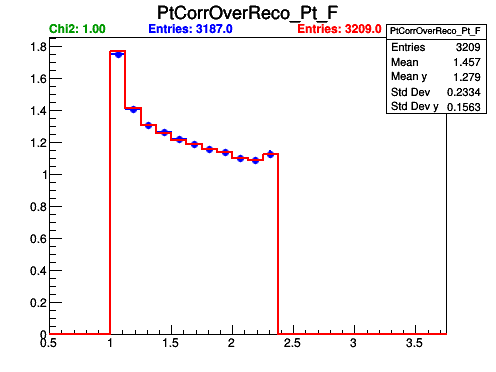 PtCorrOverReco_Pt_F
Chi2: 1.00 Entries: 3187.0 Entries: 3209.0
PtCorrOverReco_Pt_F
Entries 3209
Mean 1.457
Mean y 1.279
Std Dev 0.2334
Std Dev y 0.1563
1.8
1.6
1.4
1.2
1
0.8
0.6
0.4
0.2
0
0.5 1 1.5 2 2.5 3 3.5